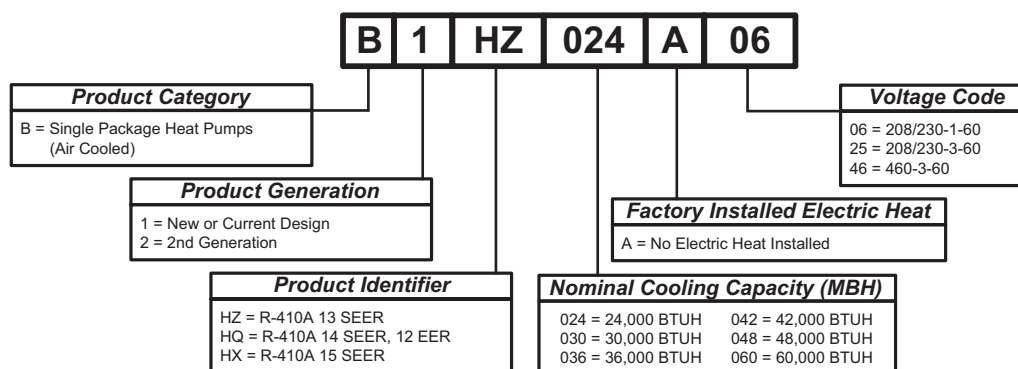 B 1 HZ 024 A 06
Product Category
B = Single Package Heat Pumps
(Air Cooled)
Voltage Code
06 = 208/230-1-60
25 = 208/230-3-60
46 = 460-3-60
Product Generation
1 = New or Current Design
2 = 2nd Generation
Factory Installed Electric Heat
A = No Electric Heat Installed
Product Identifier
HZ = R-410A 13 SEER
HQ = R-410A 14 SEER, 12 EER
HX = R-410A 15 SEER
Nominal Cooling Capacity (MBH)
024 = 24,000 BTUH 042 = 42,000 BTUH
030 = 30,000 BTUH 048 = 48,000 BTUH
036 = 36,000 BTUH 060 = 60,000 BTUH